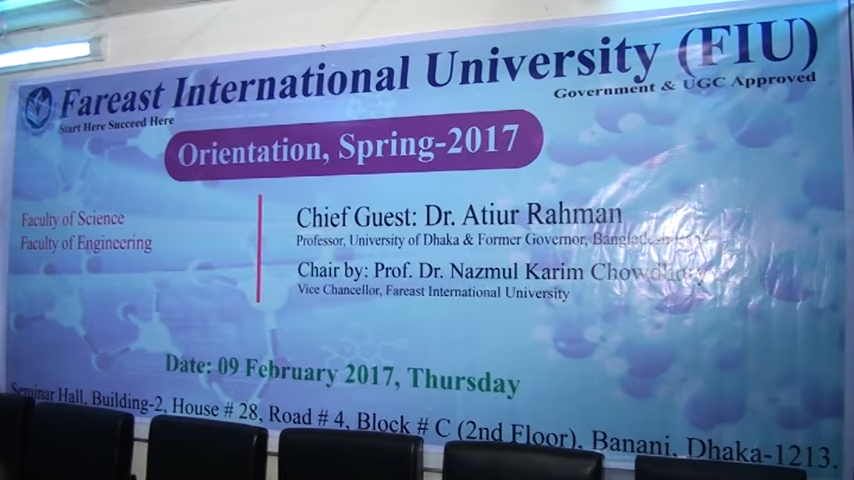 Fareast International University (FIU)
Start Here Succeed Here
Government & UGC Approved
Orientation, Spring-2017
Faculty of Science
Faculty of Engineering
Chief Guest: Dr. Atiur Rahman
Professor, University of Dhaka & Former Governor, Bangladesh Bank
Chair by: Prof. Dr. Nazmul Karim Chowdhury
Vice Chancellor, Fareast International University
Date: 09 February 2017, Thursday
Seminar Hall, Building-2, House # 28, Road # 4, Block # C (2nd Floor), Banani, Dhaka-1213.